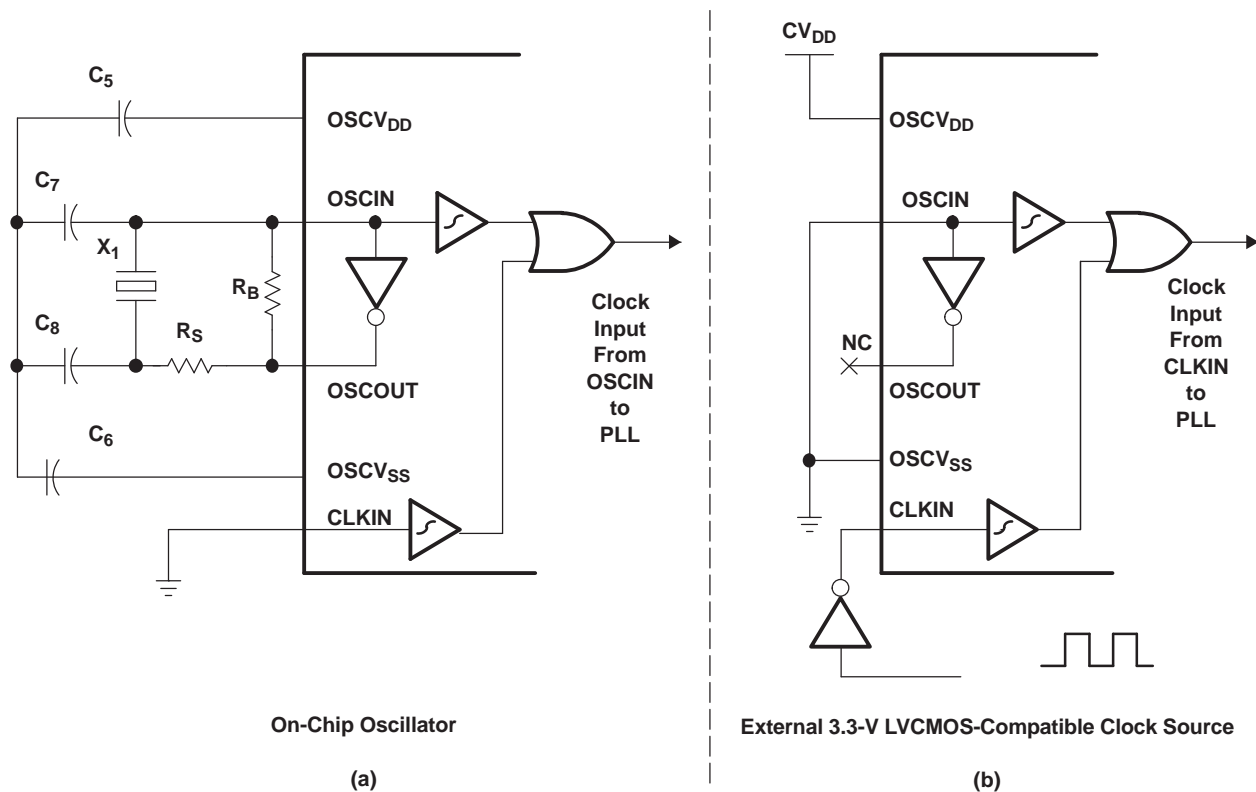 C5
OSCVDD
C7
OSCIN
X1
RB
C8
RS
OSCOUT
C6
OSCVSS
CLKIN
Clock
Input
From
OSCIN
to
PLL
On-Chip Oscillator
(a)
CVDD
OSCVDD
OSCIN
NC
OSCOUT
OSCVSS
CLKIN
Clock
Input
From
CLKIN
to
PLL
External 3.3-V LVCMOS-Compatible Clock Source
(b)